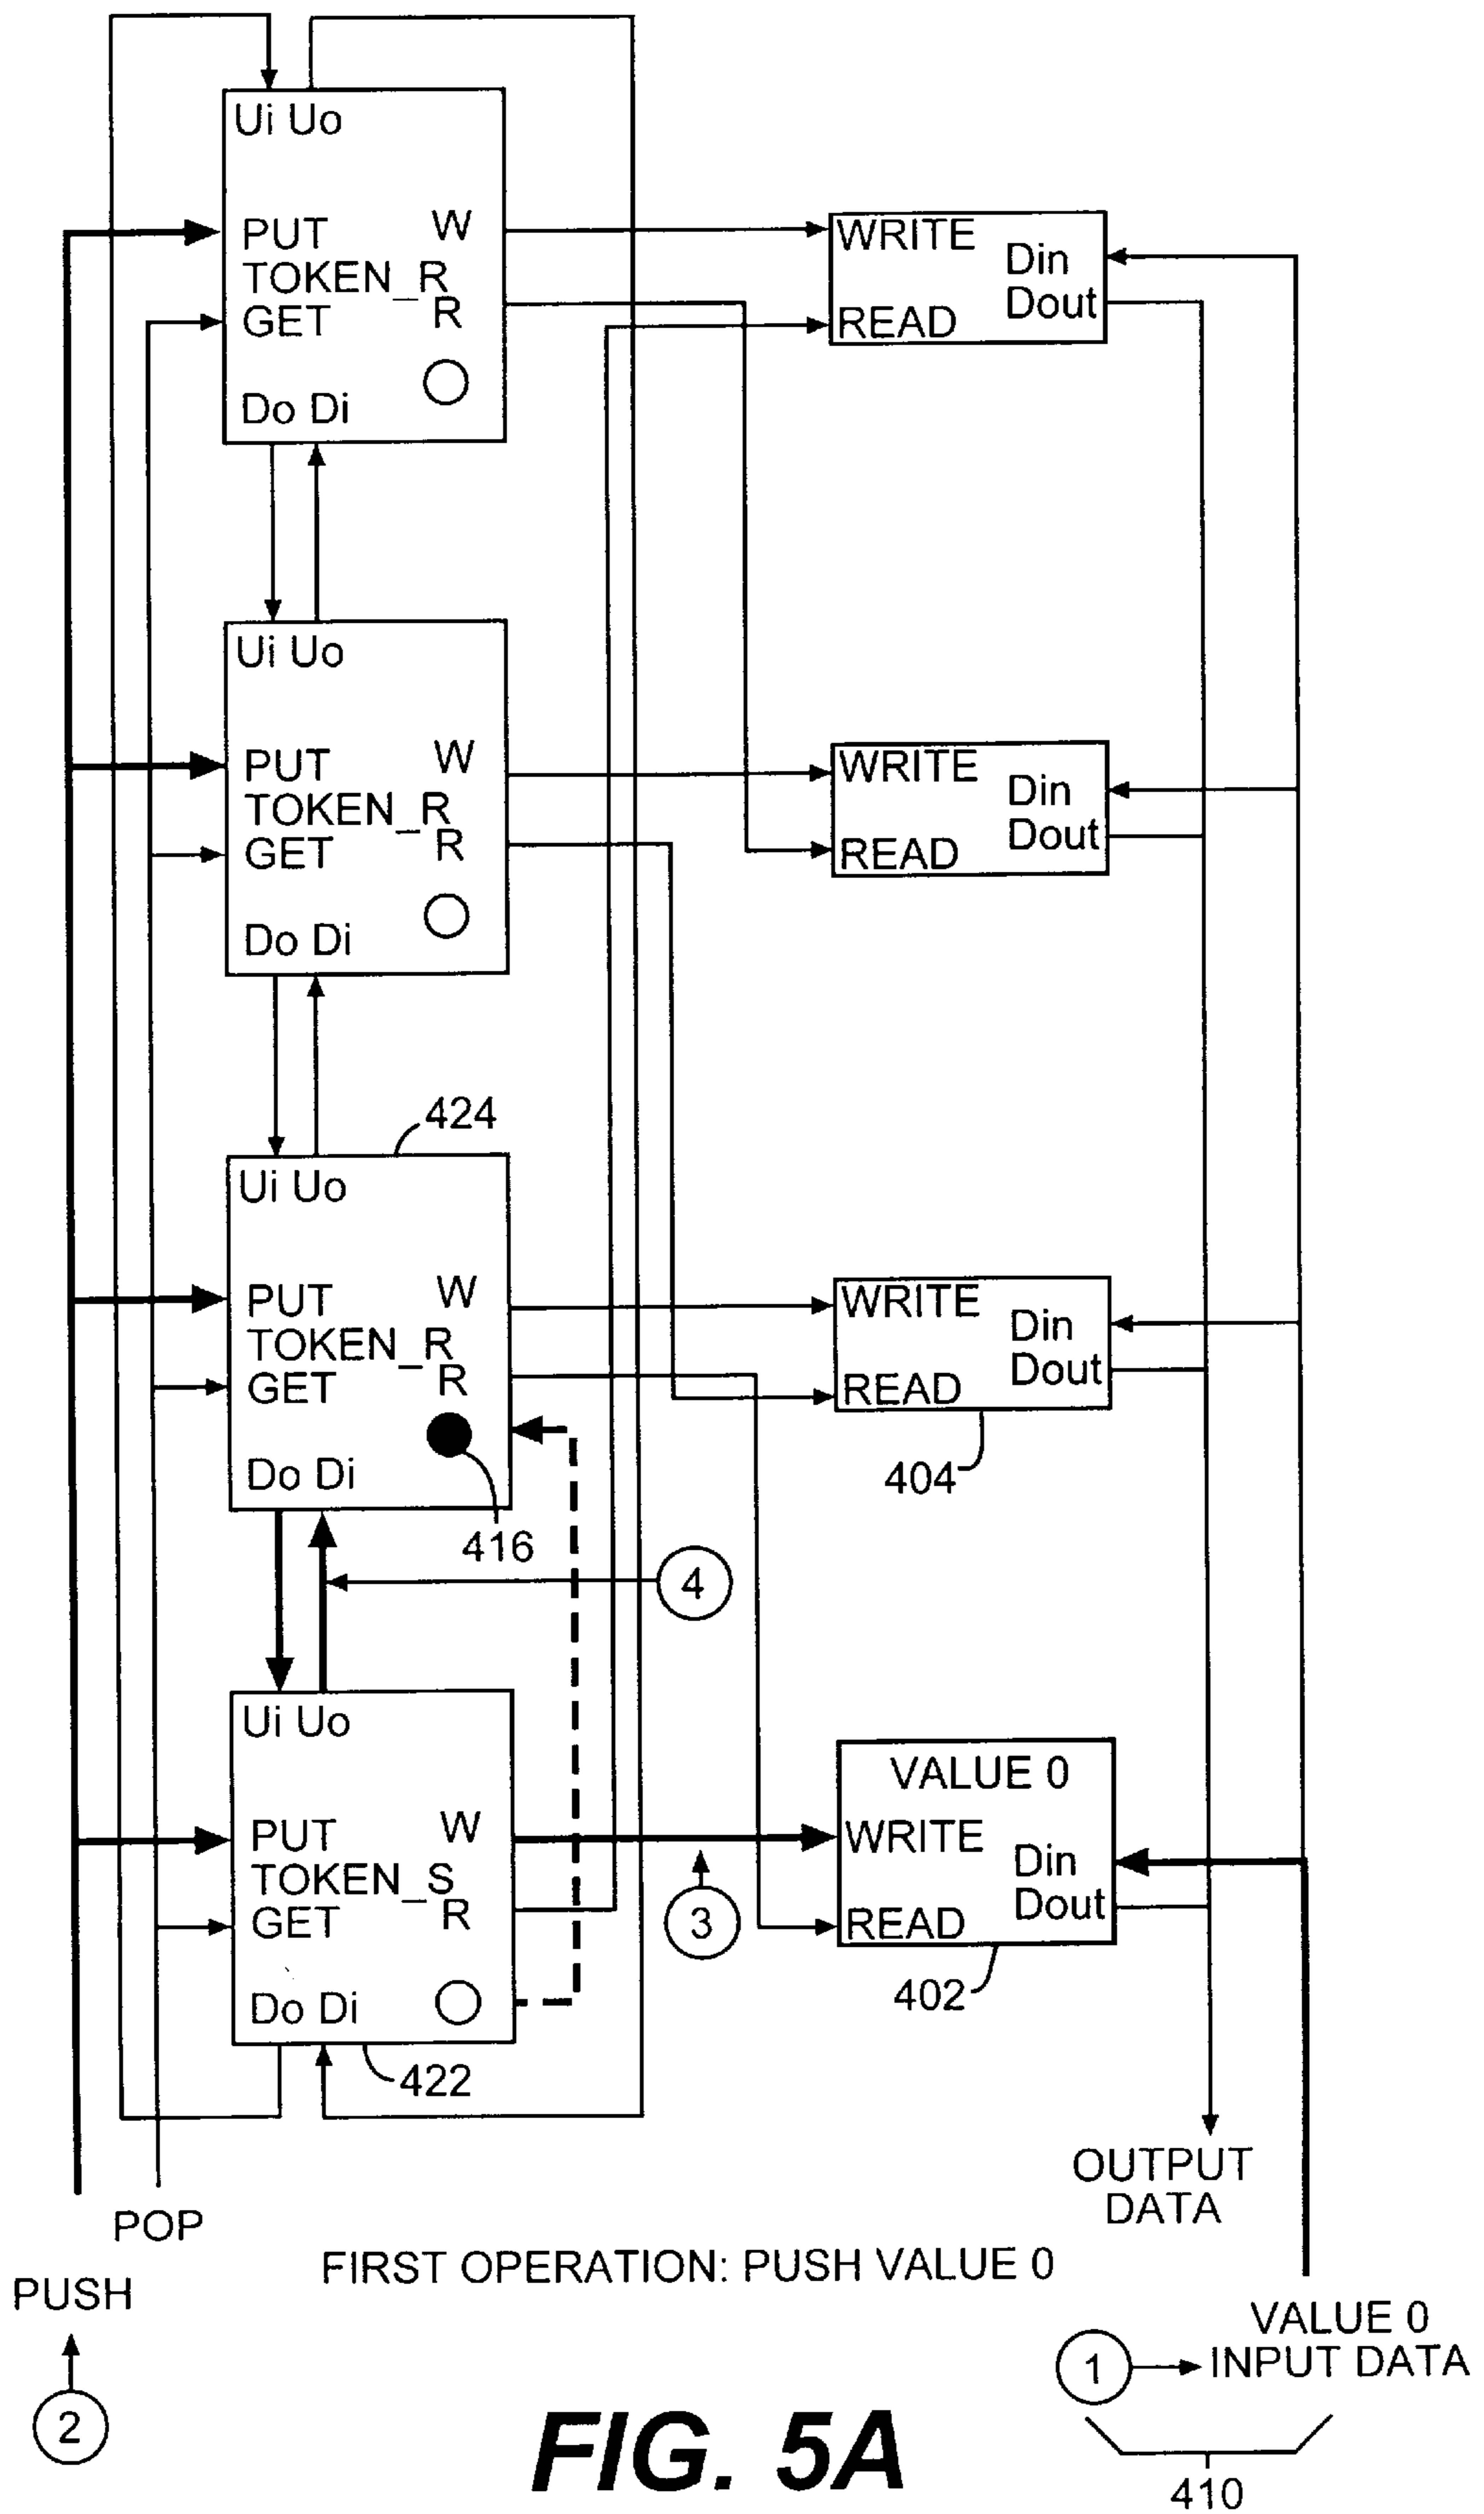 Ui Uo
PUT W
TOKEN_R
GET R
Do Di
WRITE
Din
Dout
READ
Ui Uo
PUT W
TOKEN_R
GET R
Do Di
WRITE
Din
Dout
READ
424
Ui Uo
PUT W
TOKEN_R
GET R
Do Di
416
WRITE
Din
Dout
READ
404
4
Ui Uo
PUT W
TOKEN_S
GET R
Do Di
422
3
VALUE 0
WRITE
Din
Dout
READ
402
OUTPUT
DATA
POP
FIRST OPERATION: PUSH VALUE 0
PUSH
2
VALUE 0
1 INPUT DATA
410
FIG. 5A